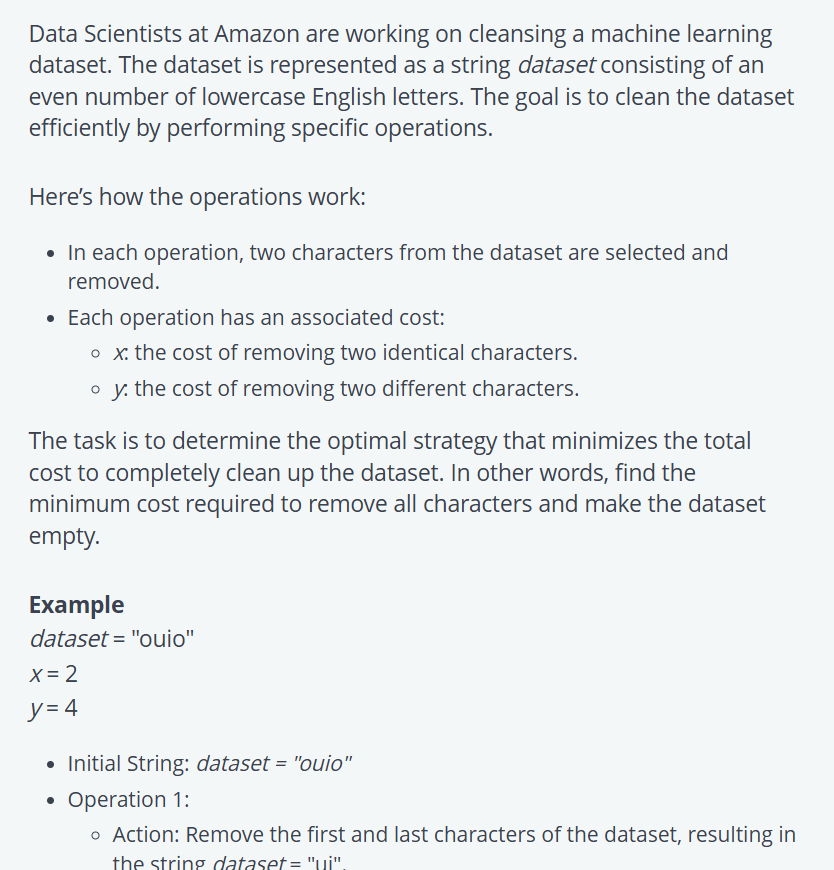 Data Scientists at Amazon are working on cleansing a machine learning
dataset. The dataset is represented as a string dataset consisting of an
even number of lowercase English letters. The goal is to clean the dataset
efficiently by performing specific operations.
Here’s how the operations work:
• In each operation, two characters from the dataset are selected and
removed.
• Each operation has an associated cost:
○ x: the cost of removing two identical characters.
○ y: the cost of removing two different characters.
The task is to determine the optimal strategy that minimizes the total
cost to completely clean up the dataset. In other words, find the
minimum cost required to remove all characters and make the dataset
empty.
Example
dataset = "ouio"
x = 2
y = 4
• Initial String: dataset = "ouio"
• Operation 1:
○ Action: Remove the first and last characters of the dataset, resulting in
the string dataset = "ui".